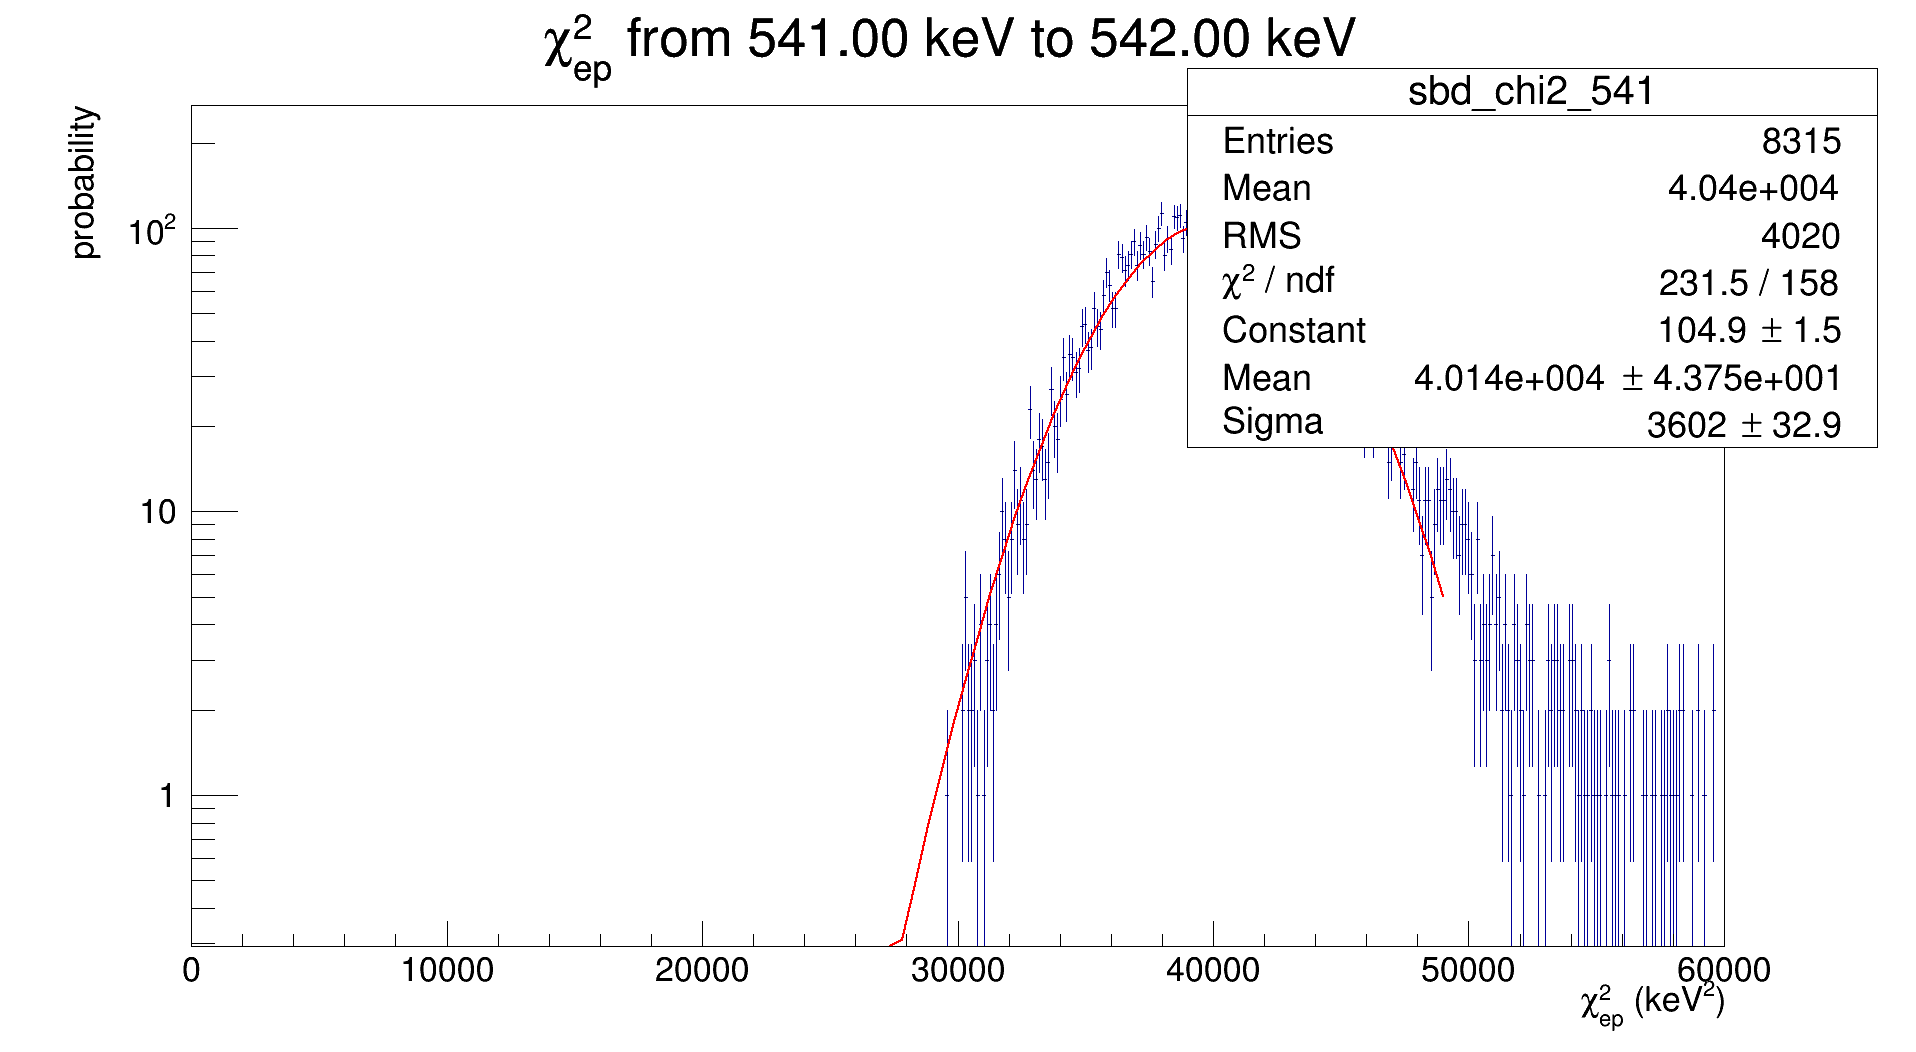 χ²ep from 541.00 keV to 542.00 keV
probability
sbd_chi2_541
Entries 8315
Mean 4.04e+004
RMS 4020
χ² / ndf 231.5 / 158
Constant 104.9 ± 1.5
Mean 4.014e+004 ± 4.375e+001
Sigma 3602 ± 32.9
10²
10
1
0 10000 20000 30000 40000 50000 60000
χ²ep (keV²)